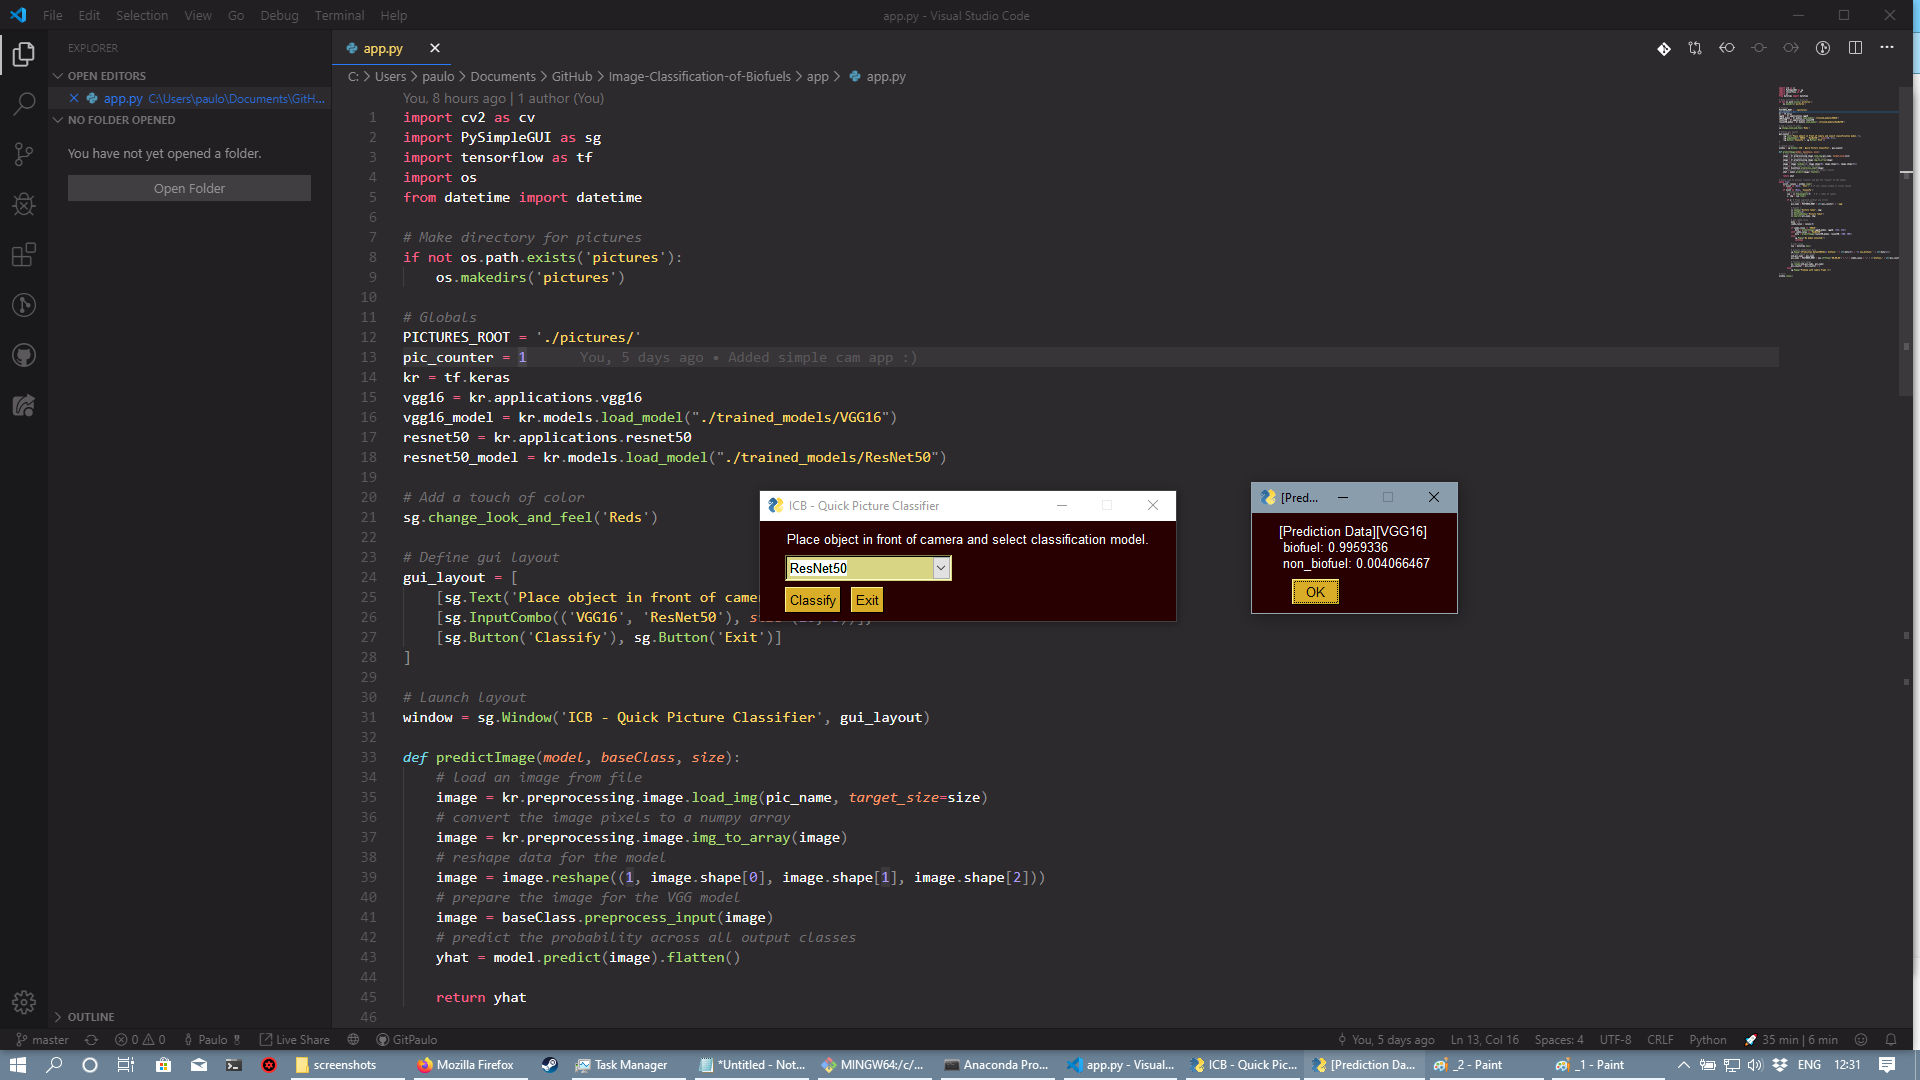 File Edit Selection View Go Debug Terminal Help
app.py - Visual Studio Code
EXPLORER
OPEN EDITORS
app.py C:\Users\paulo\Documents\GitH...
NO FOLDER OPENED
You have not yet opened a folder.
Open Folder
OUTLINE
app.py
C: > Users > paulo > Documents > GitHub > Image-Classification-of-Biofuels > app > app.py
You, 8 hours ago | 1 author (You)
1 import cv2 as cv
2 import PySimpleGUI as sg
3 import tensorflow as tf
4 import os
5 from datetime import datetime
6
7 # Make directory for pictures
8 if not os.path.exists('pictures'):
9 os.makedirs('pictures')
10
11 # Globals
12 PICTURES_ROOT = './pictures/'
13 pic_counter = 1 You, 5 days ago • Added simple cam app :)
14 kr = tf.keras
15 vgg16 = kr.applications.vgg16
16 vgg16_model = kr.models.load_model("./trained_models/VGG16")
17 resnet50 = kr.applications.resnet50
18 resnet50_model = kr.models.load_model("./trained_models/ResNet50")
19
20 # Add a touch of color
21 sg.change_look_and_feel('Reds')
22
23 # Define gui layout
24 gui_layout = [
25 [sg.Text('Place object in front of camer
26 [sg.InputCombo(('VGG16', 'ResNet50'),
27 [sg.Button('Classify'), sg.Button('Exit')]
28 ]
29
30 # Launch layout
31 window = sg.Window('ICB - Quick Picture Classifier', gui_layout)
32
33 def predictImage(model, baseClass, size):
34 # load an image from file
35 image = kr.preprocessing.image.load_img(pic_name, target_size=size)
36 # convert the image pixels to a numpy array
37 image = kr.preprocessing.image.img_to_array(image)
38 # reshape data for the model
39 image = image.reshape((1, image.shape[0], image.shape[1], image.shape[2]))
40 # prepare the image for the VGG model
41 image = baseClass.preprocess_input(image)
42 # predict the probability across all output classes
43 yhat = model.predict(image).flatten()
44
45 return yhat
46
ICB - Quick Picture Classifier
Place object in front of camera and select classification model.
ResNet50
Classify Exit
[Pred...
[Prediction Data][VGG16]
biofuel: 0.9959336
non_biofuel: 0.004066467
OK
master 0 0 Paulo Live Share GitPaulo
You, 5 days ago Ln 13, Col 16 Spaces: 4 UTF-8 CRLF Python 35 min | 6 min
screenshots Mozilla Firefox Task Manager *Untitled - Not... MINGW64:/c/... Anaconda Pro... app.py - Visual... ICB - Quick Pic... [Prediction Da... _2 - Paint _1 - Paint ENG 12:31